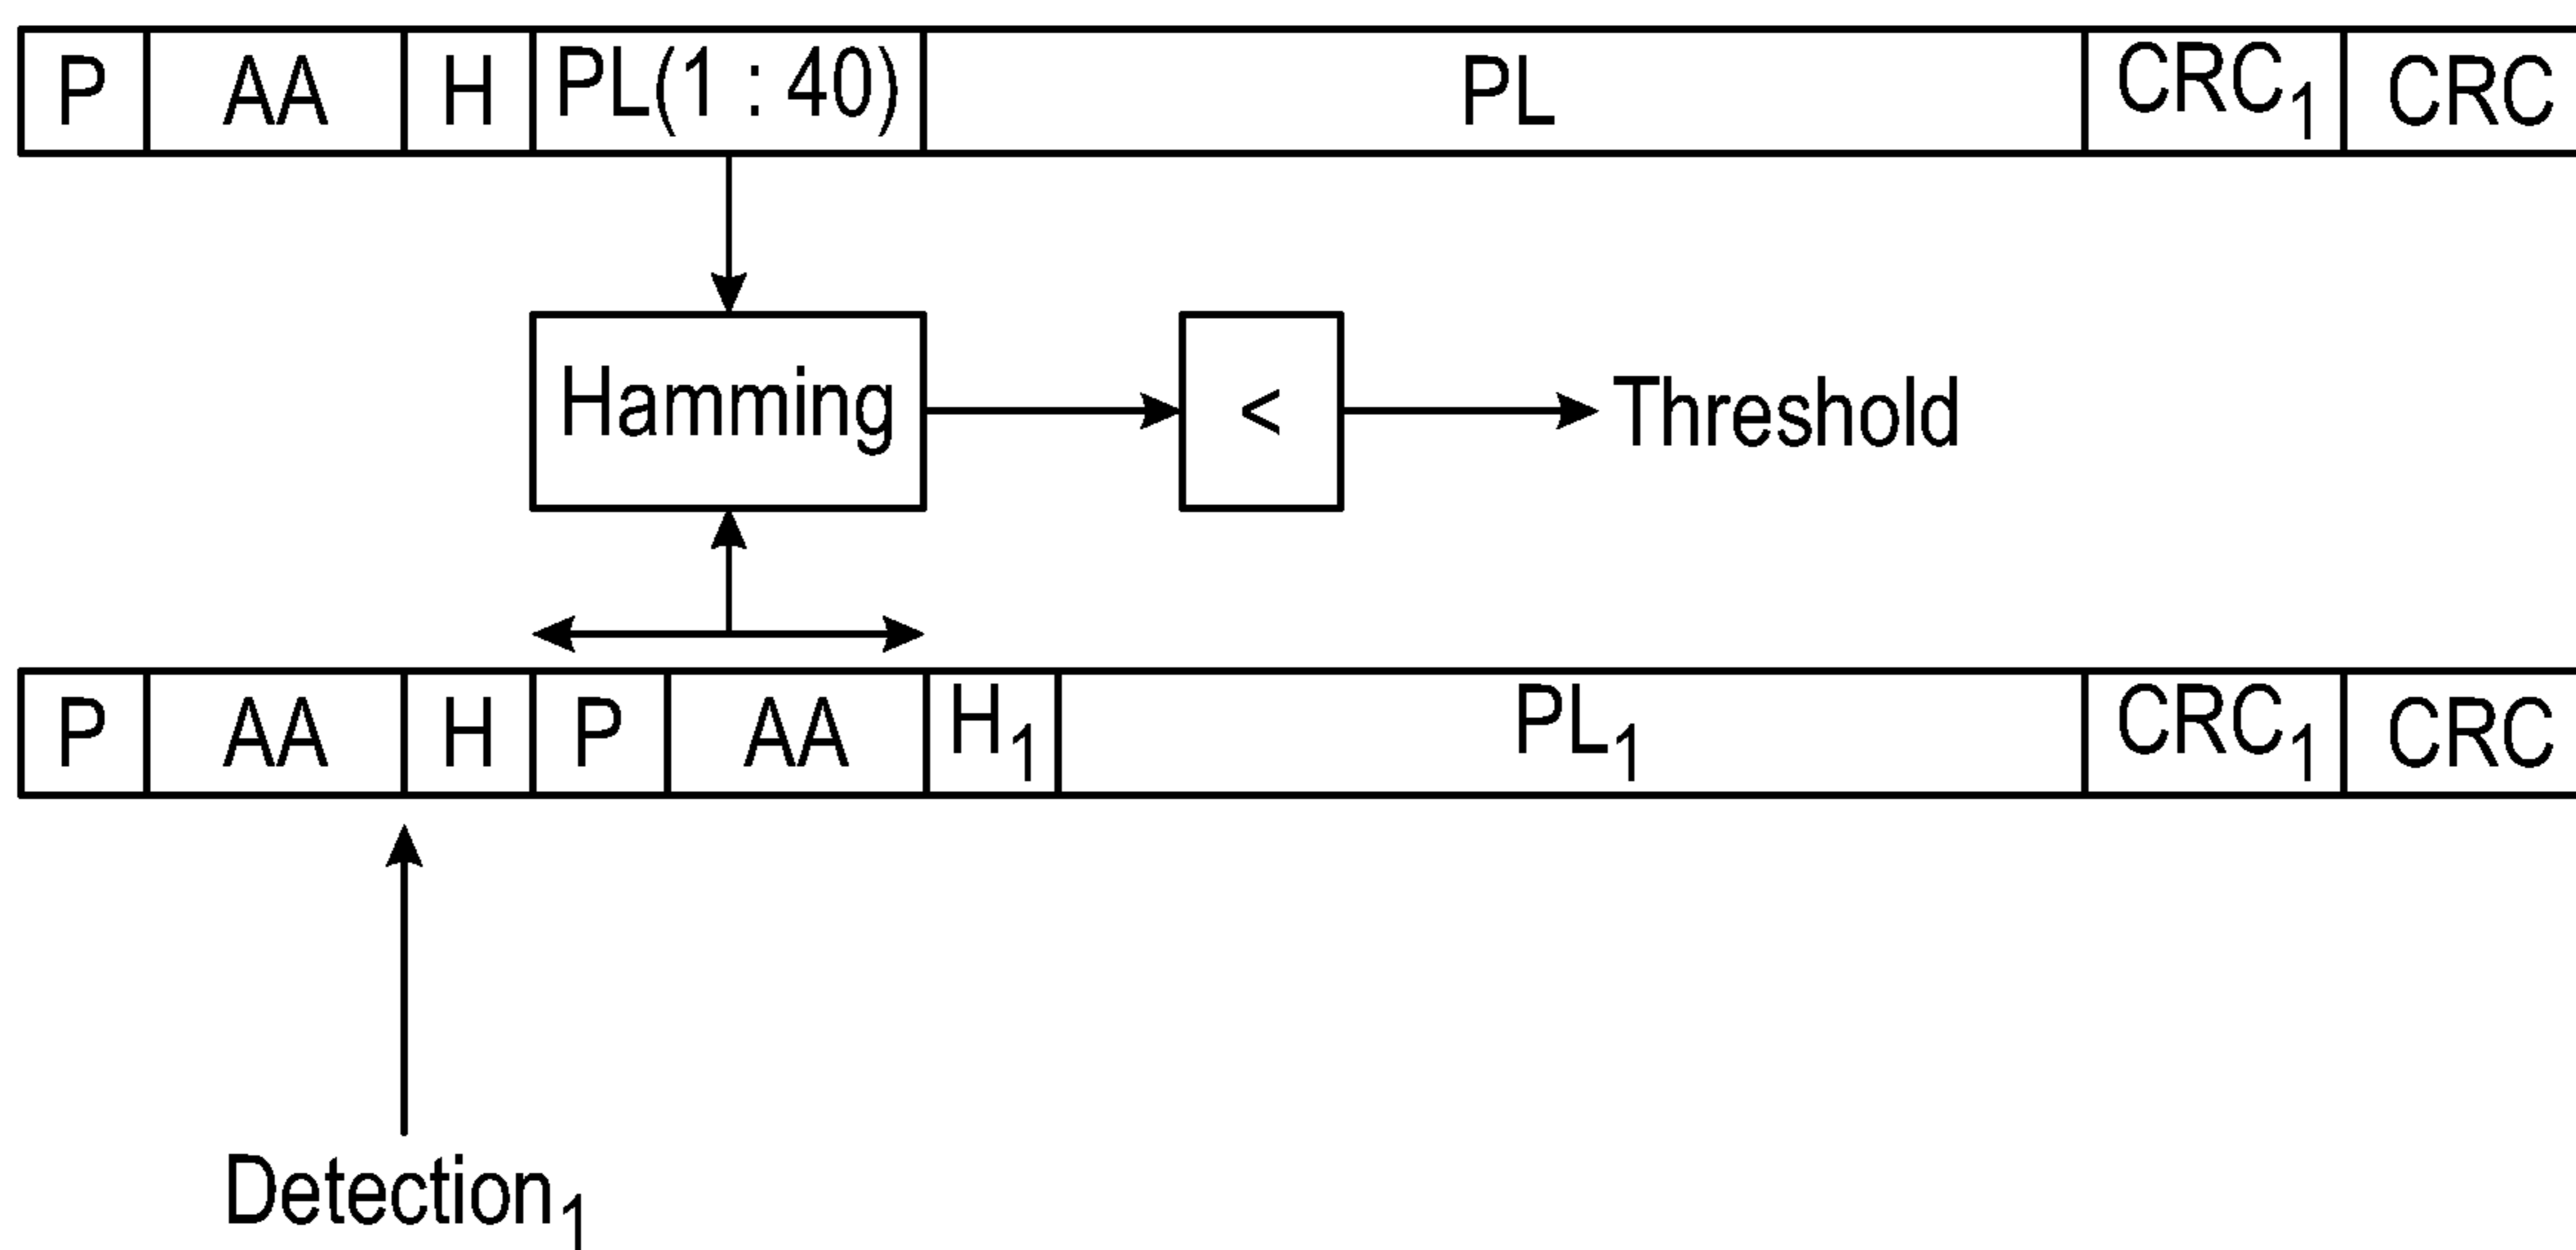 P AA H PL(1 : 40) PL CRC₁ CRC
Hamming < Threshold
P AA H P AA H₁ PL₁ CRC₁ CRC
Detection₁